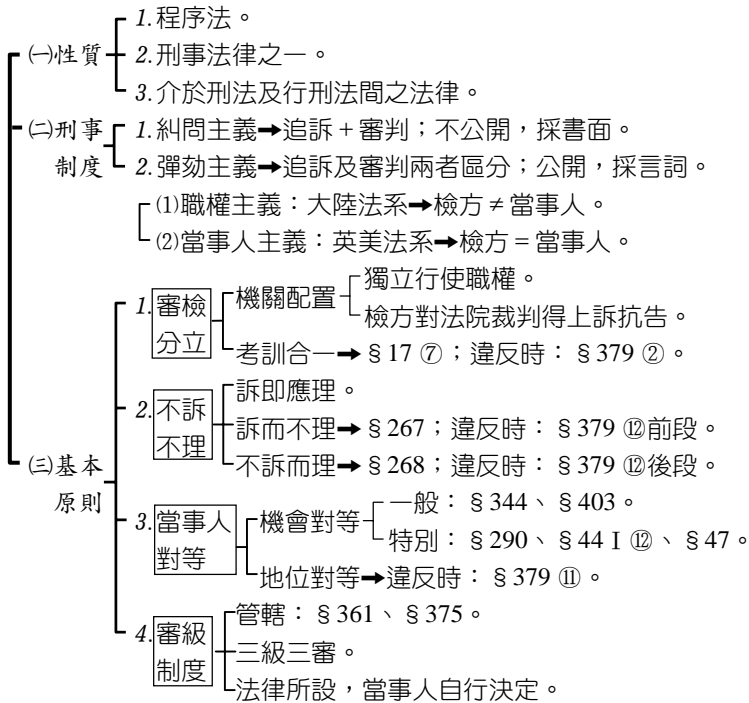 1.程序法。
㈠性質 2.刑事法律之一。
3.介於刑法及行刑法間之法律。
㈡刑事 1.糾問主義➞追訴+審判;不公開,採書面。
制度 2.彈劾主義➞追訴及審判兩者區分;公開,採言詞。
⑴職權主義:大陸法系➞檢方≠當事人。
⑵當事人主義:英美法系➞檢方=當事人。
獨立行使職權。
1.審檢 機關配置
檢方對法院裁判得上訴抗告。
分立
考訓合一➞§17⑦;違反時:§379②。
訴即應理。
2.不訴
訴而不理➞§267;違反時:§379⑫前段。
不理
㈢基本 不訴而理➞§268;違反時:§379⑫後段。
原則
一般:§344、§403。
3.當事人 機會對等
特別:§290、§44Ⅰ⑫、§47。
對等
地位對等➞違反時:§379⑪。
管轄:§361、§375。
4.審級
三級三審。
制度
法律所設,當事人自行決定。